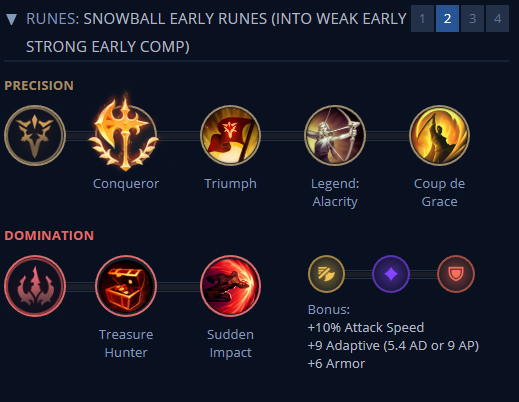 ▼ RUNES: SNOWBALL EARLY RUNES (INTO WEAK EARLY STRONG EARLY COMP)
1 2 3 4
PRECISION
Conqueror
Triumph
Legend:
Alacrity
Coup de
Grace
DOMINATION
Treasure
Hunter
Sudden
Impact
Bonus:
+10% Attack Speed
+9 Adaptive (5.4 AD or 9 AP)
+6 Armor